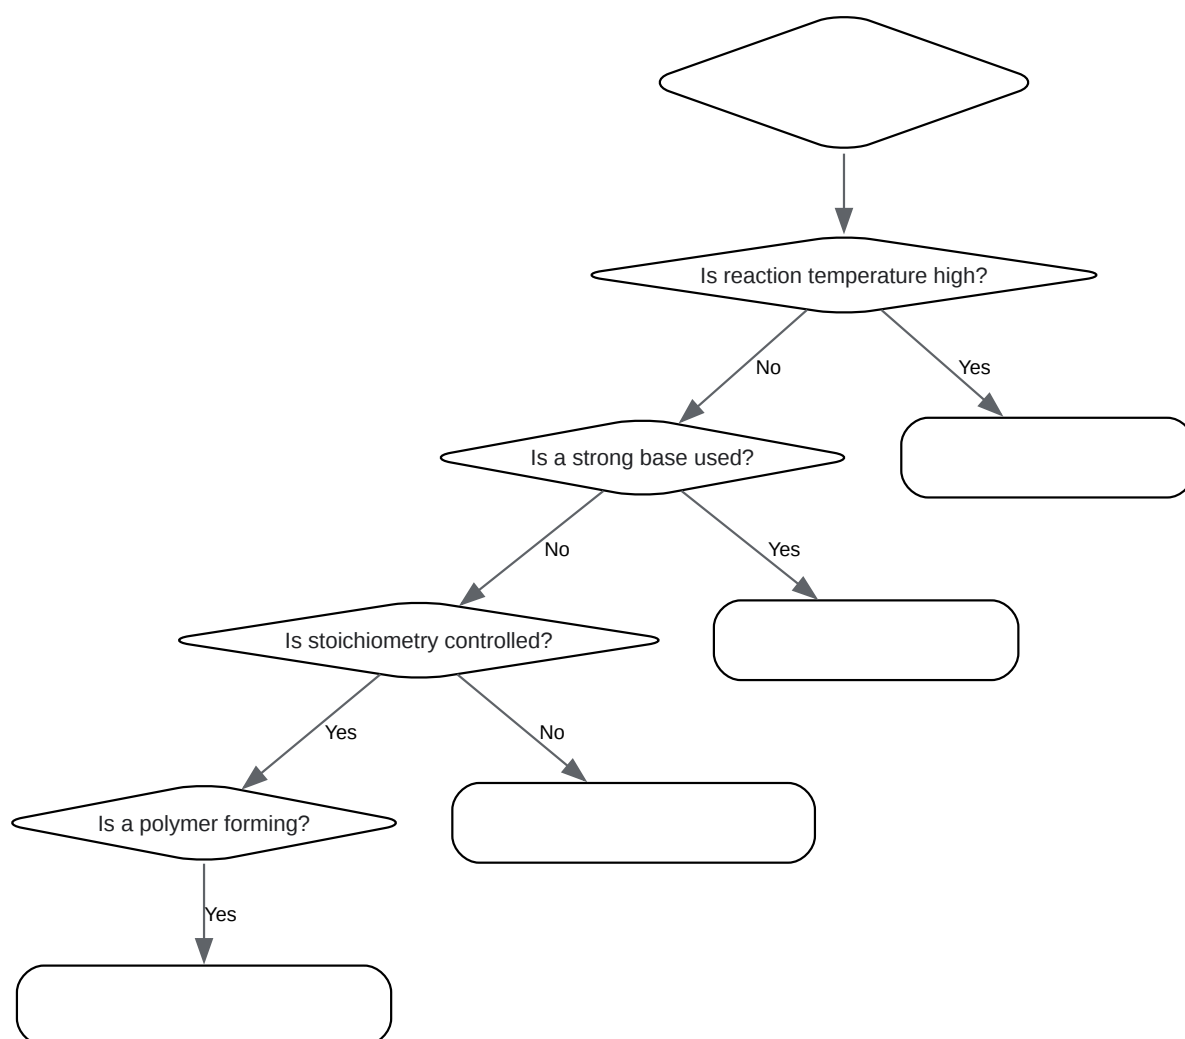 Is reaction temperature high?
No
Yes
Is a strong base used?
No
Yes
Is stoichiometry controlled?
Yes
No
Is a polymer forming?
Yes